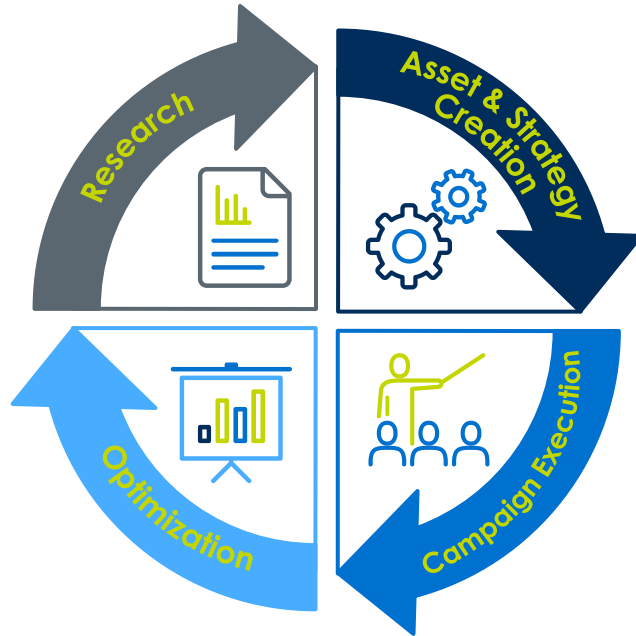 Research
Asset & Strategy
Creation
Campaign Execution
Optimization